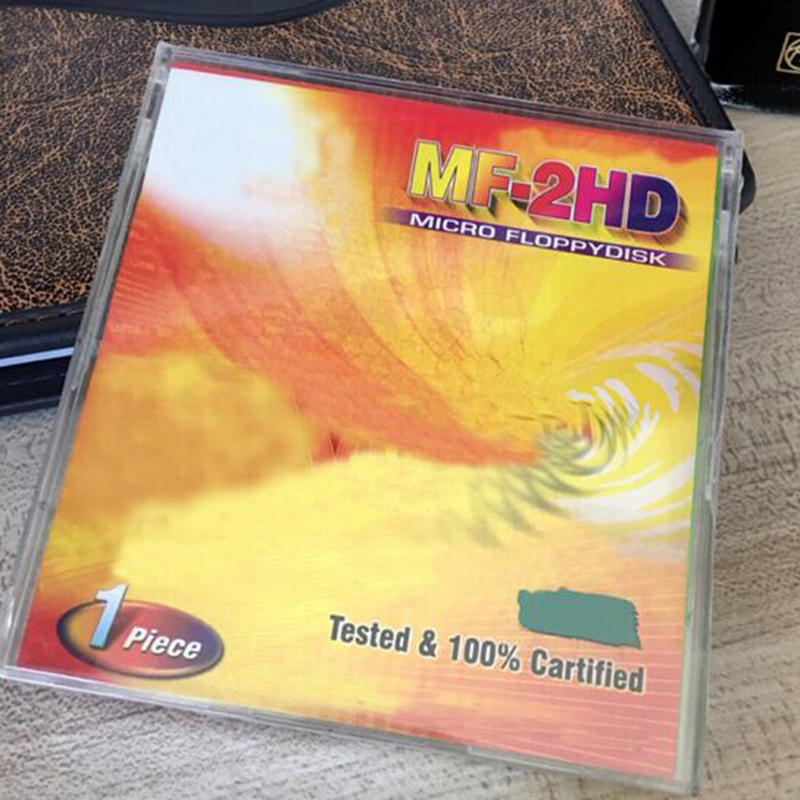 MF-2HD
MICRO FLOPPYDISK
1 Piece
Tested & 100% Cartified